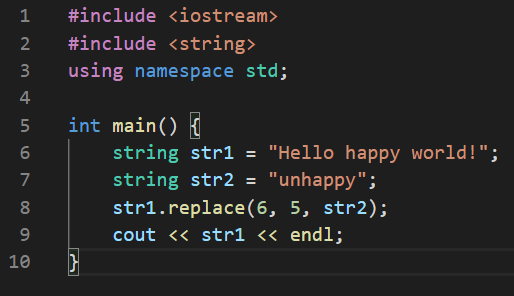 1 #include <iostream>
2 #include <string>
3 using namespace std;
4
5 int main() {
6     string str1 = "Hello happy world!";
7     string str2 = "unhappy";
8     str1.replace(6, 5, str2);
9     cout << str1 << endl;
10 }